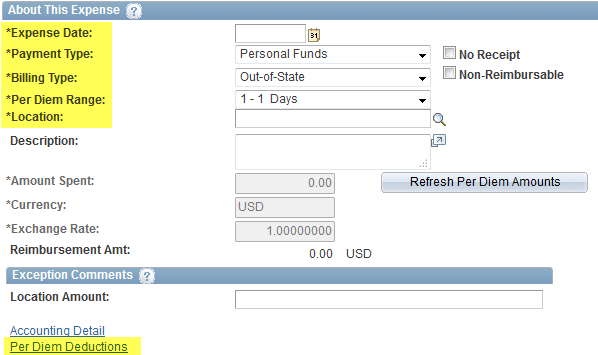 About This Expense ?
*Expense Date: 31
*Payment Type: Personal Funds No Receipt
*Billing Type: Out-of-State Non-Reimbursable
*Per Diem Range: 1 - 1 Days
*Location:
Description:
*Amount Spent: 0.00 Refresh Per Diem Amounts
*Currency: USD
*Exchange Rate: 1.00000000
Reimbursement Amt: 0.00 USD
Exception Comments ?
Location Amount:
Accounting Detail
Per Diem Deductions